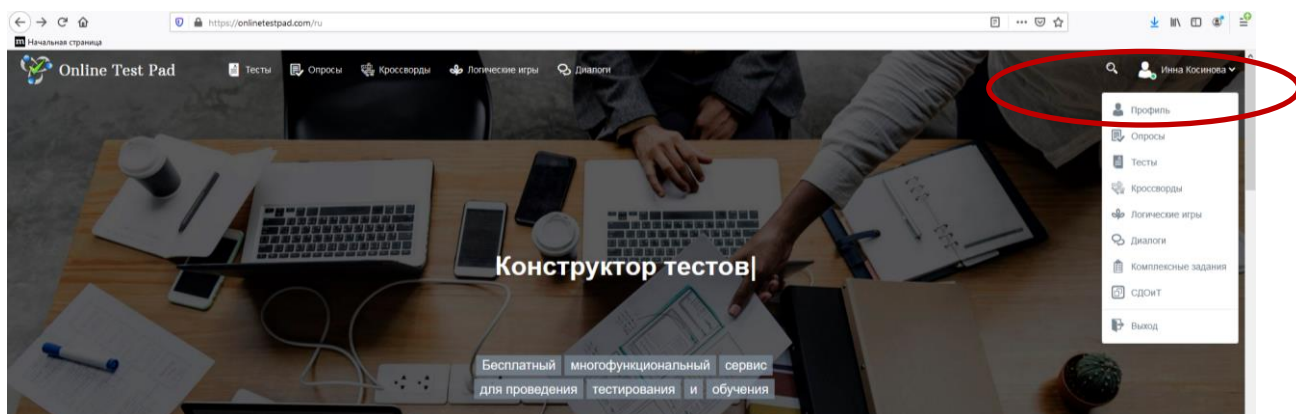 https://onlinetestpad.com/ru
Начальная страница
Online Test Pad Тесты Опросы Кроссворды Логические игры Диалоги Инна Косинова
Профиль
Опросы
Тесты
Кроссворды
Логические игры
Диалоги
Комплексные задания
СДОиТ
Выход
Конструктор тестов|
Бесплатный многофункциональный сервис
для проведения тестирования и обучения